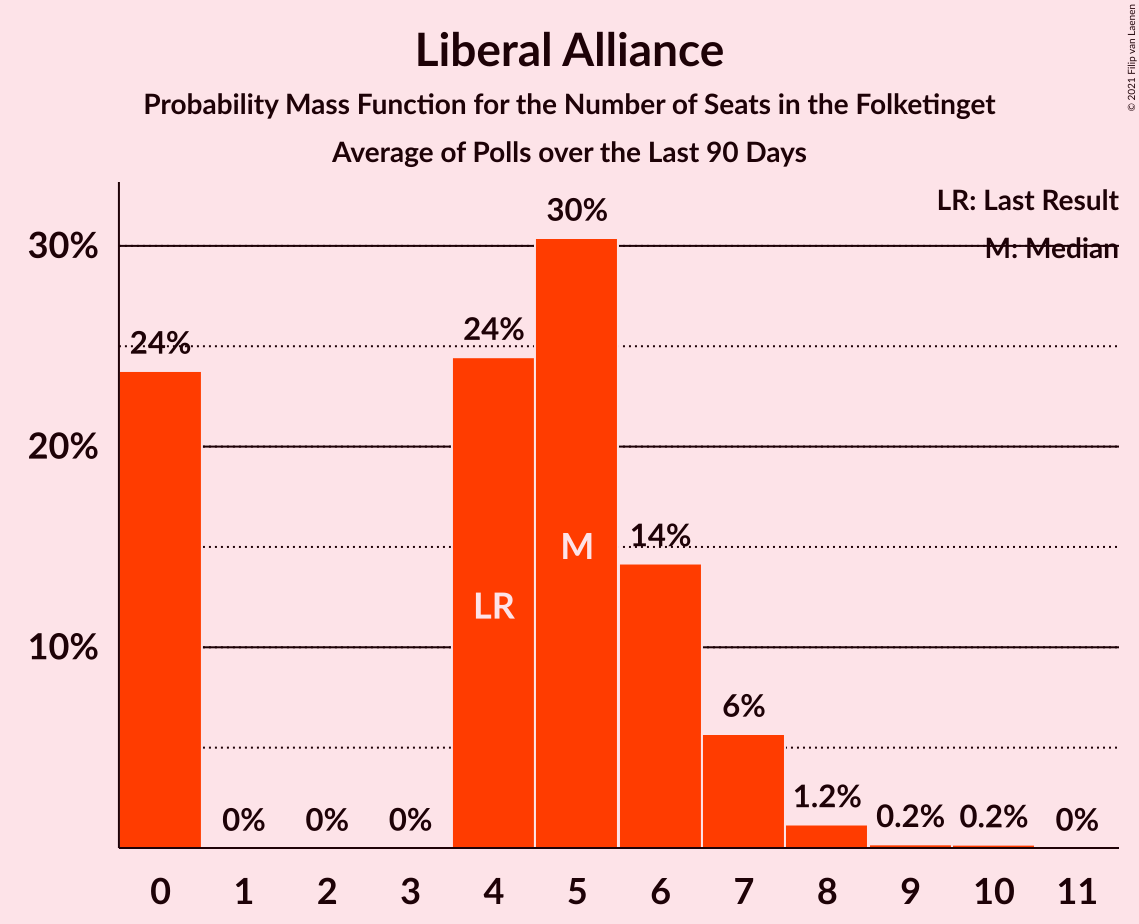 Liberal Alliance
Probability Mass Function for the Number of Seats in the Folketinget
Average of Polls over the Last 90 Days
© 2021 Filip van Laenen
LR: Last Result
M: Median
30%
20%
10%
24%
0%
0%
0%
24%
30%
14%
6%
1.2%
0.2%
0.2%
0%
LR
M
0 1 2 3 4 5 6 7 8 9 10 11